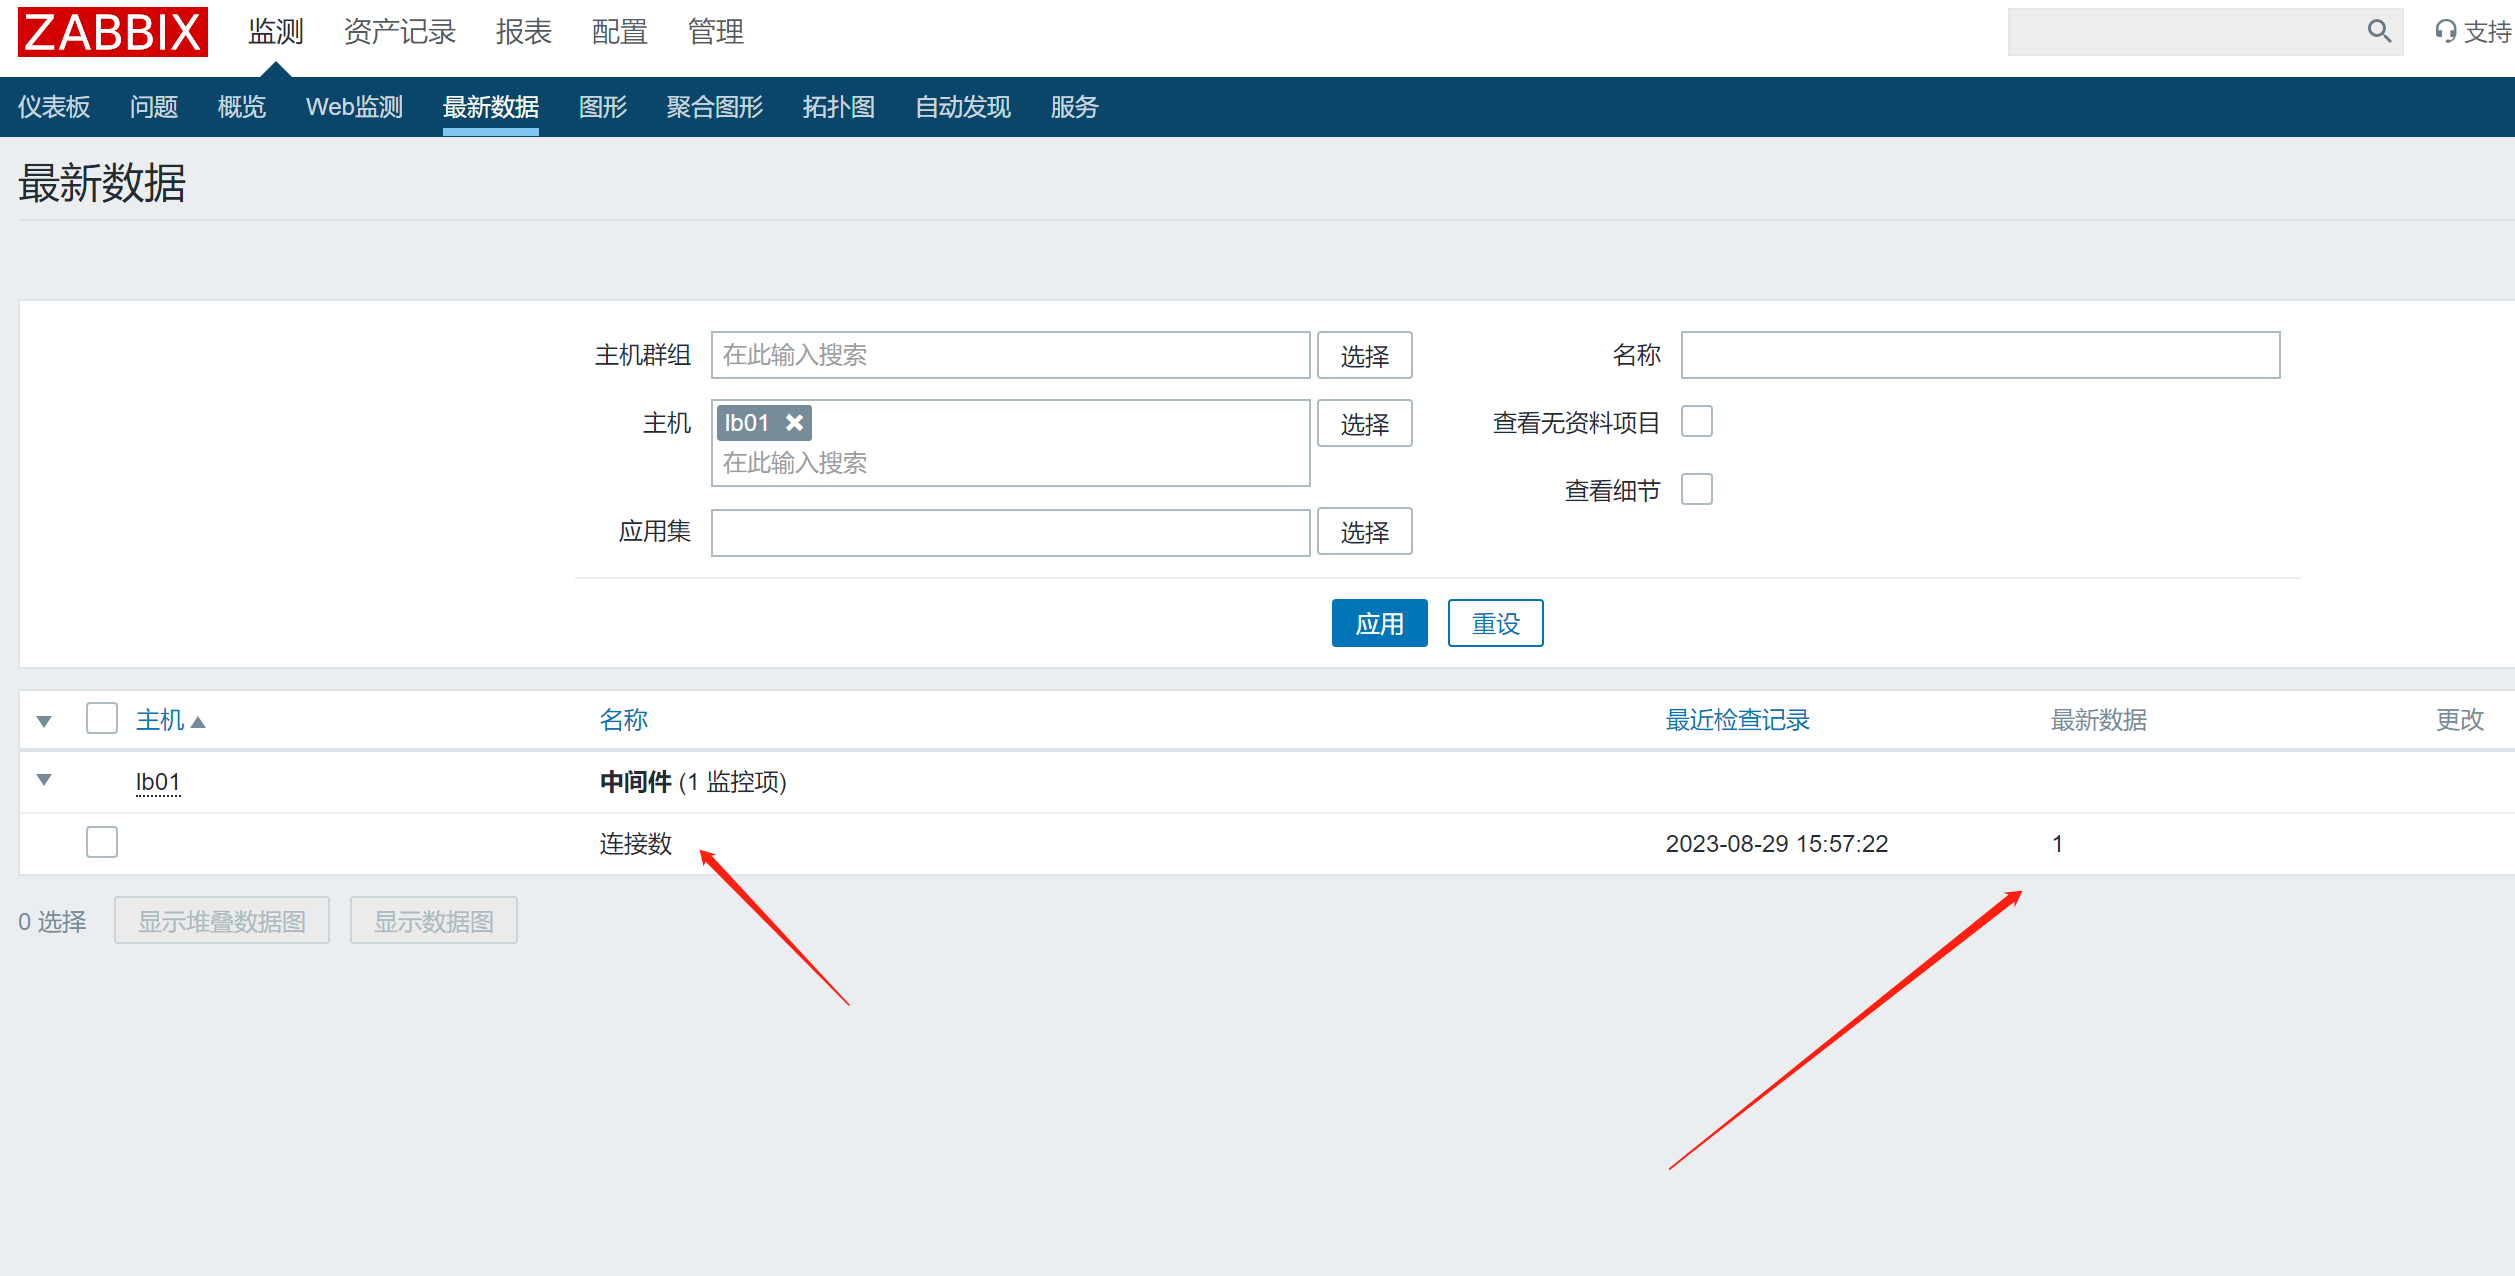 ZABBIX 监测 资产记录 报表 配置 管理 支持
仪表板 问题 概览 Web监测 最新数据 图形 聚合图形 拓扑图 自动发现 服务
最新数据
主机群组 在此输入搜索 选择 名称
主机 lb01 选择 查看无资料项目
在此输入搜索
查看细节
应用集 选择
应用 重设
主机 名称 最近检查记录 最新数据 更改
lb01 中间件 (1 监控项)
连接数 2023-08-29 15:57:22 1
0 选择 显示堆叠数据图 显示数据图